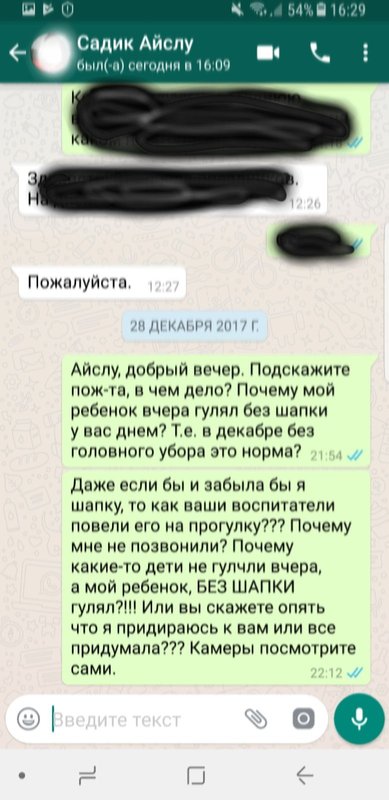 54% 16:29
Садик Айслу
был(-а) сегодня в 16:09
12:26
Пожалуйста. 12:27
28 ДЕКАБРЯ 2017 Г.
Айслу, добрый вечер. Подскажите
пож-та, в чем дело? Почему мой
ребенок вчера гулял без шапки
у вас днем? Т.е. в декабре без
головного убора это норма? 21:54
Даже если бы и забыла бы я
шапку, то как ваши воспитатели
повели его на прогулку??? Почему
мне не позвонили? Почему
какие-то дети не гулчли вчера,
а мой ребенок, БЕЗ ШАПКИ
гулял?!!! Или вы скажете опять
что я придираюсь к вам или все
придумала??? Камеры посмотрите
сами. 22:12
Введите текст